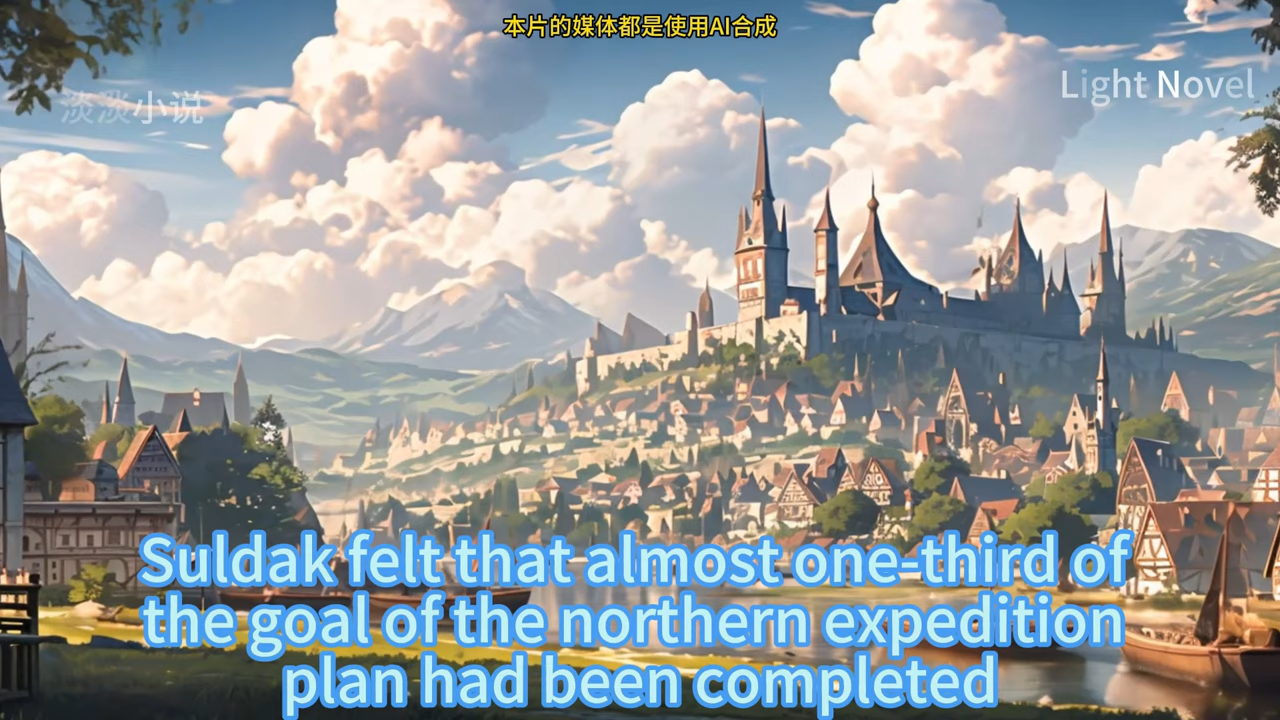 本片的媒体都是使用AI合成
淡淡小说
Light Novel
Suldak felt that almost one-third of
the goal of the northern expedition
plan had been completed